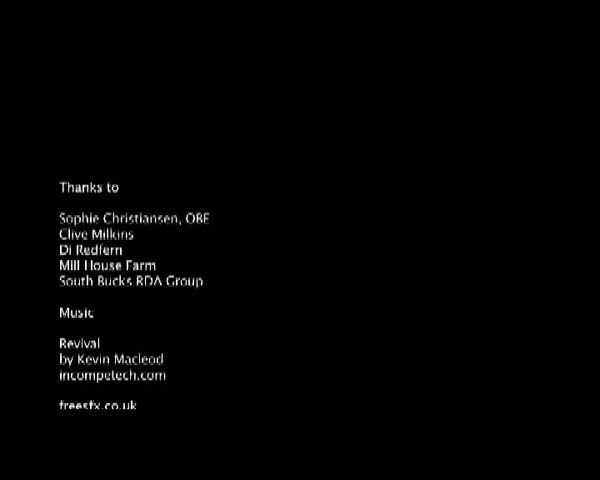 Thanks to
Sophie Christiansen, OBE
Clive Milkins
Di Redfern
Mill House Farm
South Bucks RDA Group
Music
Revival
by Kevin Macleod
incompetech.com
freesfx.co.uk